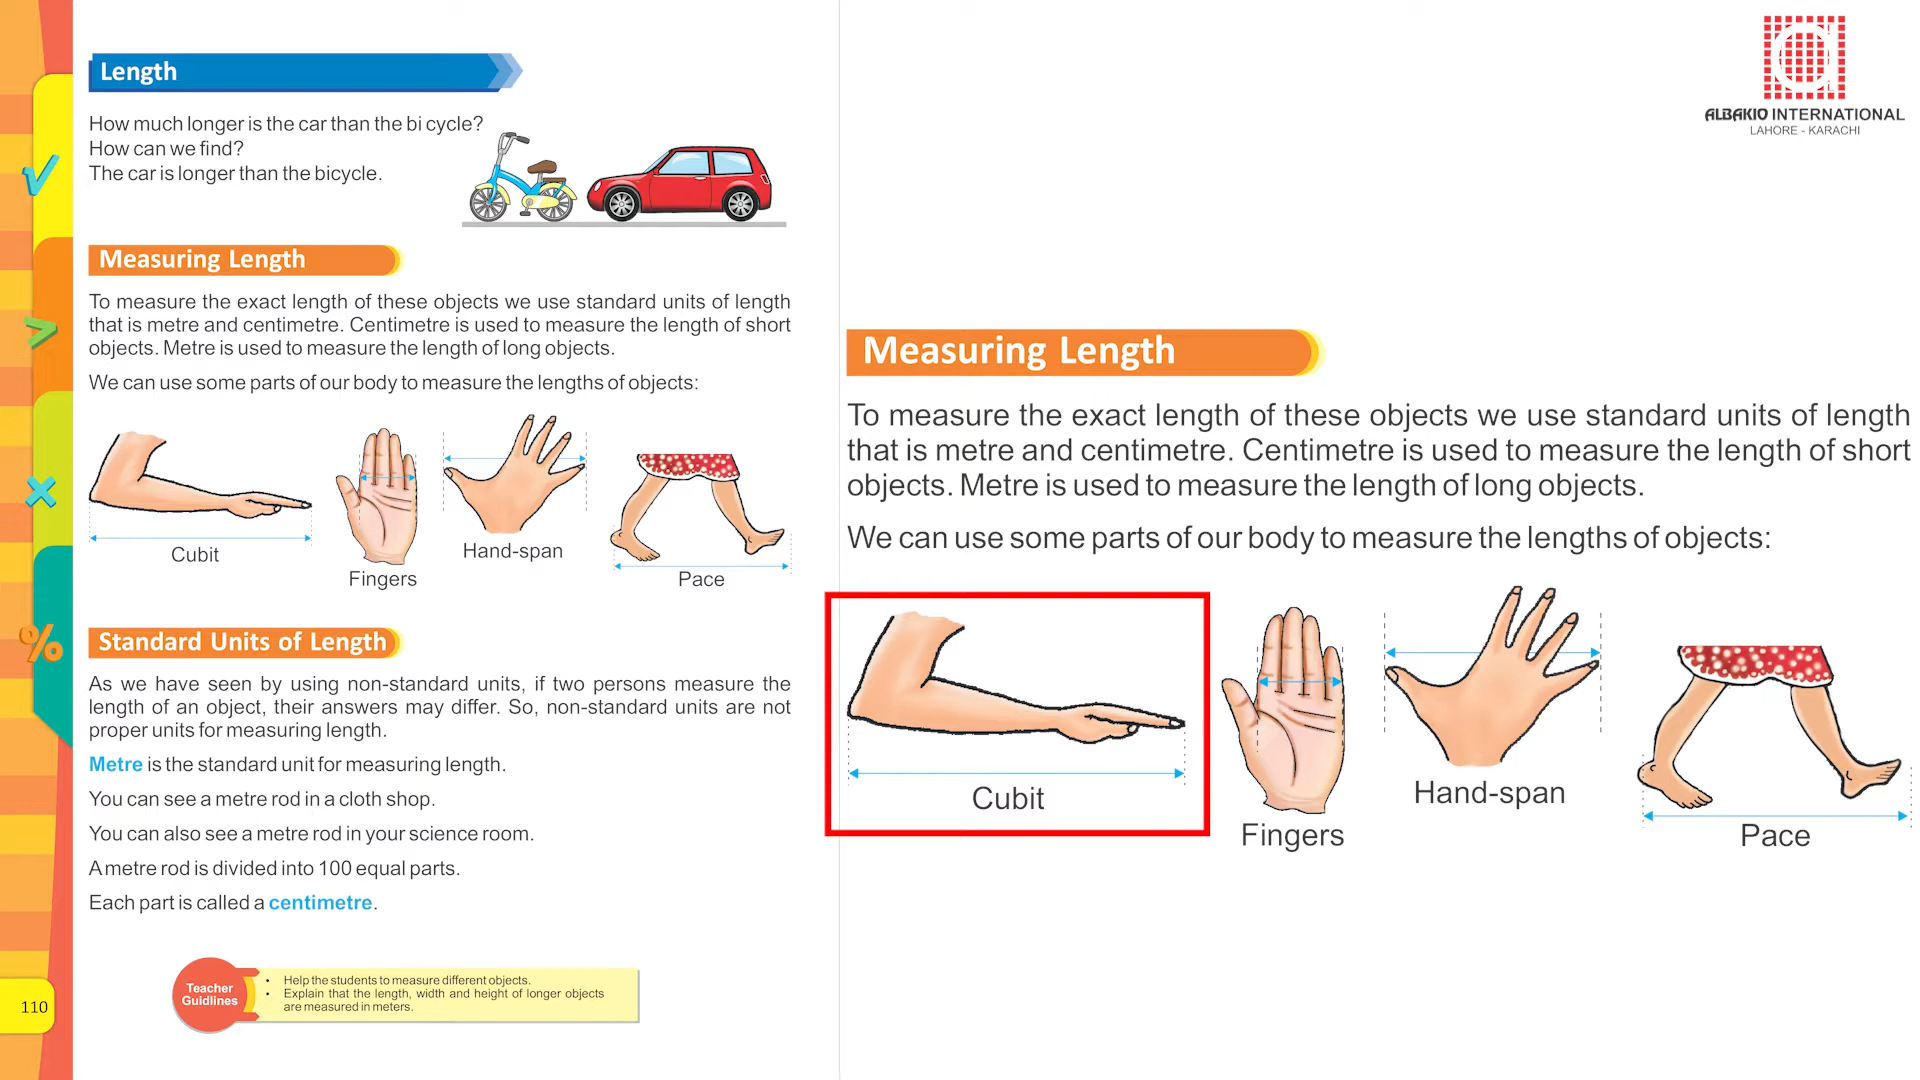 Length
How much longer is the car than the bi cycle?
How can we find?
The car is longer than the bicycle.
Measuring Length
To measure the exact length of these objects we use standard units of length
that is metre and centimetre. Centimetre is used to measure the length of short
objects. Metre is used to measure the length of long objects.
We can use some parts of our body to measure the lengths of objects:
Cubit
Fingers
Hand-span
Pace
Standard Units of Length
As we have seen by using non-standard units, if two persons measure the
length of an object, their answers may differ. So, non-standard units are not
proper units for measuring length.
Metre is the standard unit for measuring length.
You can see a metre rod in a cloth shop.
You can also see a metre rod in your science room.
A metre rod is divided into 100 equal parts.
Each part is called a centimetre.
Teacher
Guidlines
• Help the students to measure different objects.
• Explain that the length, width and height of longer objects
are measured in meters.
110
ALBAKIO INTERNATIONAL
LAHORE - KARACHI
Measuring Length
To measure the exact length of these objects we use standard units of length
that is metre and centimetre. Centimetre is used to measure the length of short
objects. Metre is used to measure the length of long objects.
We can use some parts of our body to measure the lengths of objects:
Cubit
Fingers
Hand-span
Pace